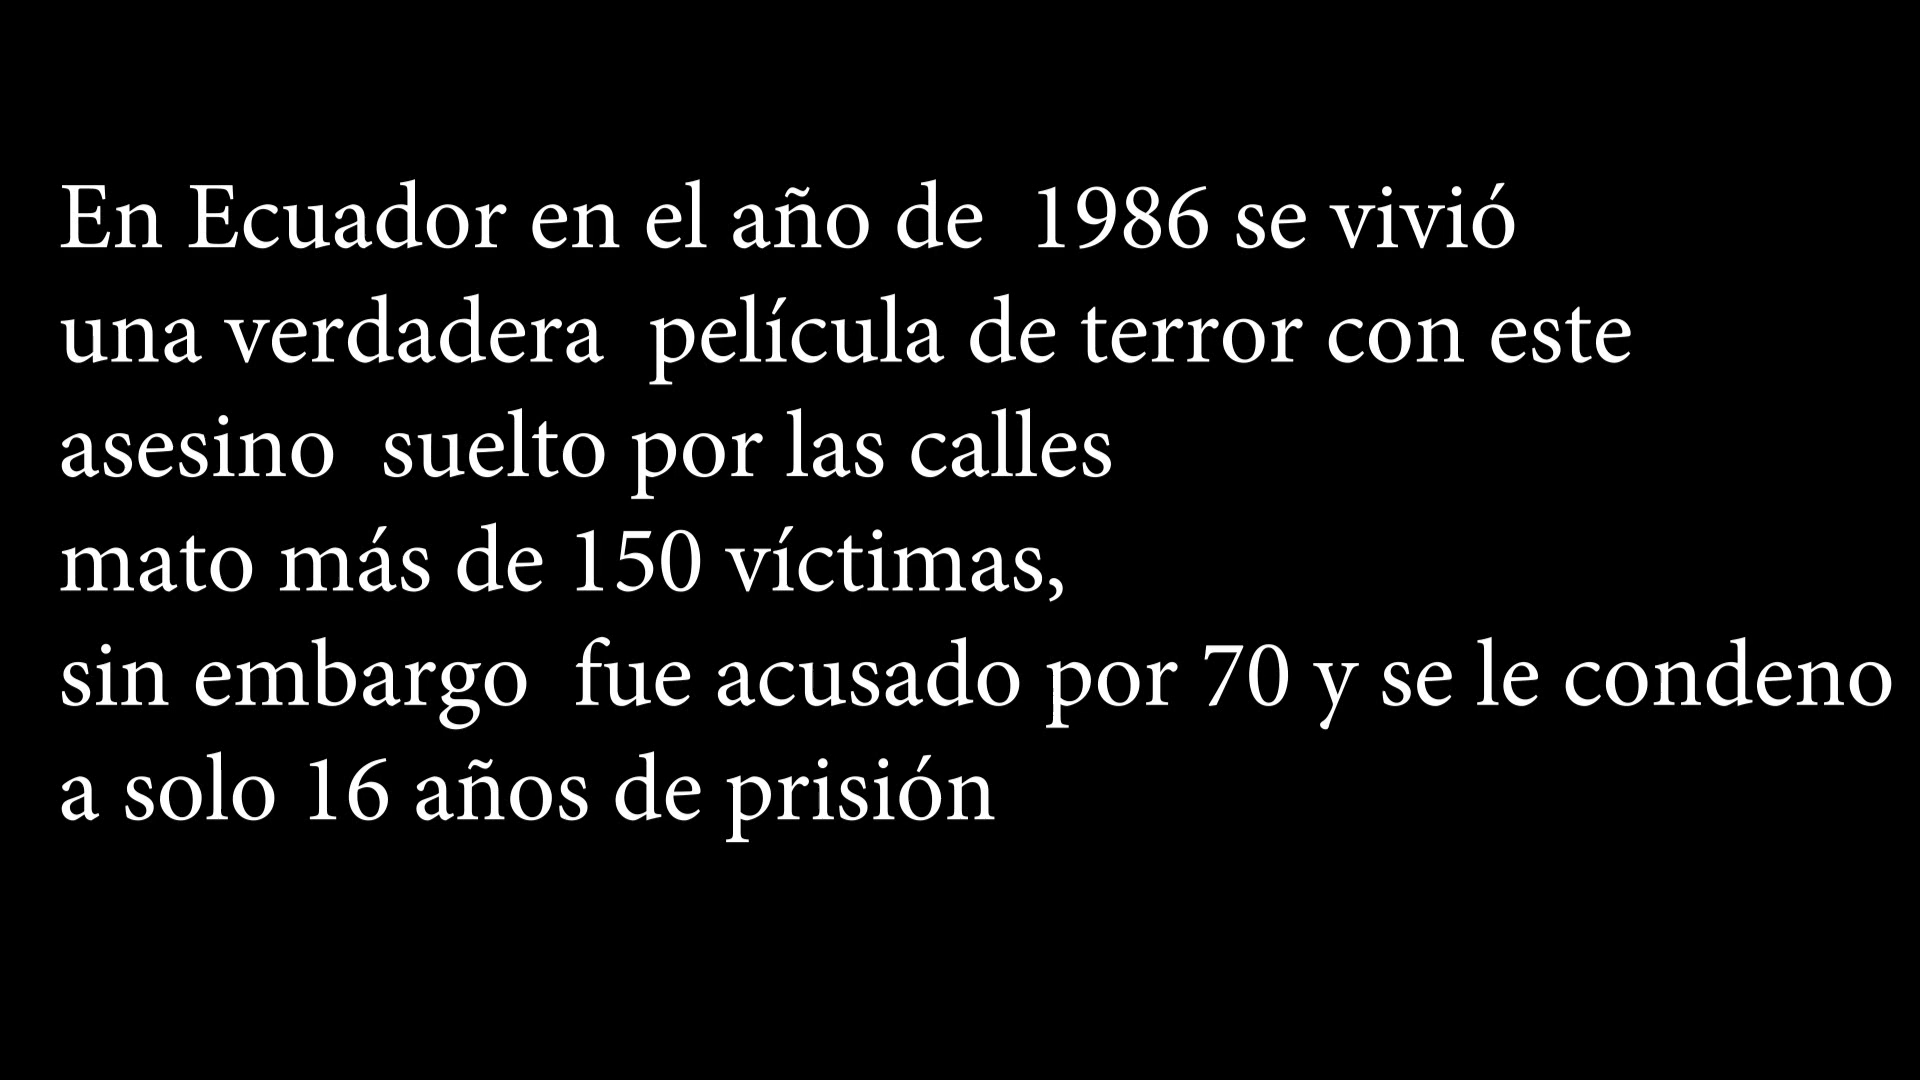 En Ecuador en el año de  1986 se vivió
una verdadera  película de terror con este
asesino  suelto por las calles
mato más de 150 víctimas,
sin embargo  fue acusado por 70 y se le condeno
a solo 16 años de prisión